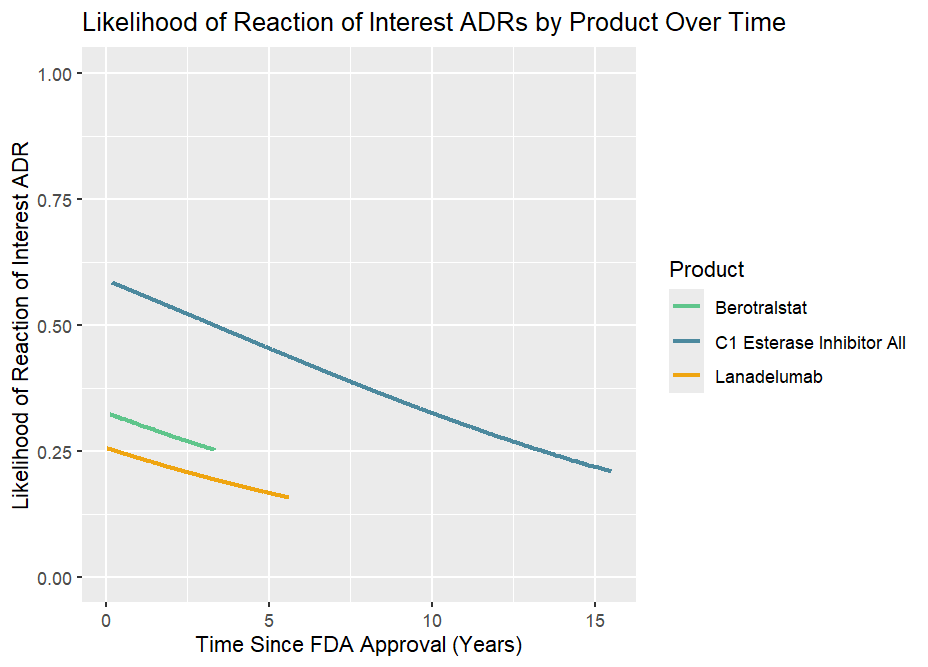 Likelihood of Reaction of Interest ADRs by Product Over Time
Likelihood of Reaction of Interest ADR
1.00
0.75
0.50
0.25
0.00
0
5
10
15
Time Since FDA Approval (Years)
Product
Berotralstat
C1 Esterase Inhibitor All
Lanadelumab